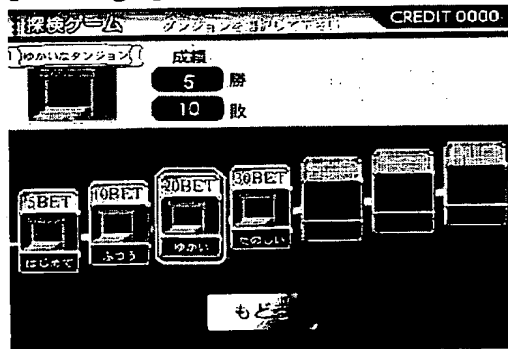 探検ゲーム ダンジョンを選択して下さい CREDIT 0000
ゆかいなダンジョン 成績
5 勝
10 敗
5BET 10BET 20BET 30BET
はじめて ふつう ゆかい たのしい
もどる